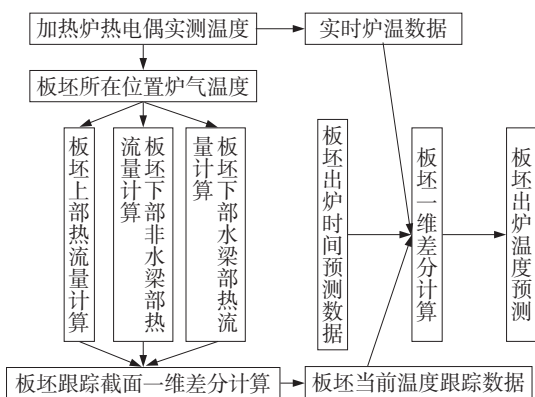 加热炉热电偶实测温度
实时炉温数据
板坯所在位置炉气温度
板坯上部热流量计算
板坯下部非水梁部热
流量计算
板坯下部水梁部热流
量计算
板坯出炉时间预测数据
板坯一维差分计算
板坯出炉温度预测
板坯跟踪截面一维差分计算
板坯当前温度跟踪数据